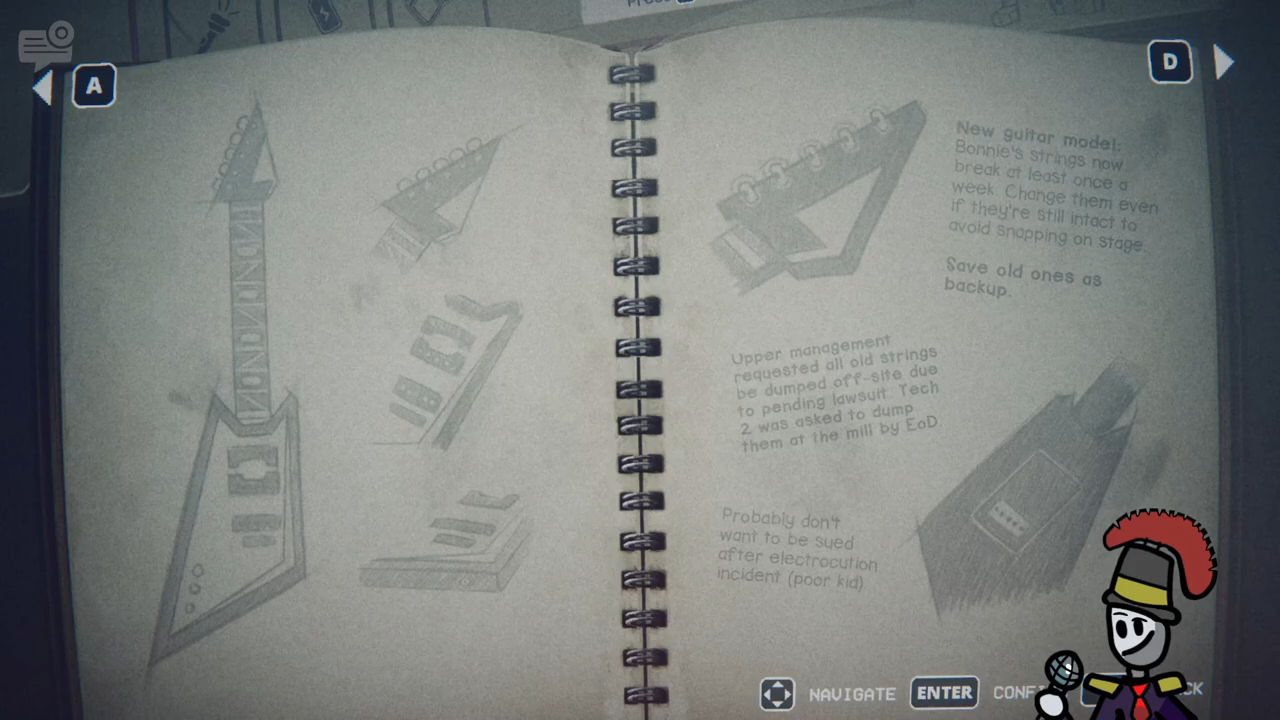 A
D
New guitar model:
Bonnie's strings now
break at least once a
week. Change them even
if they're still intact to
avoid snapping on stage.
Save old ones as
backup.
Upper management
requested all old strings
be dumped off-site due
to pending lawsuit. Tech
2 was asked to dump
them at the mill by EoD
Probably don't
want to be sued
after electrocution
incident (poor kid)
NAVIGATE ENTER